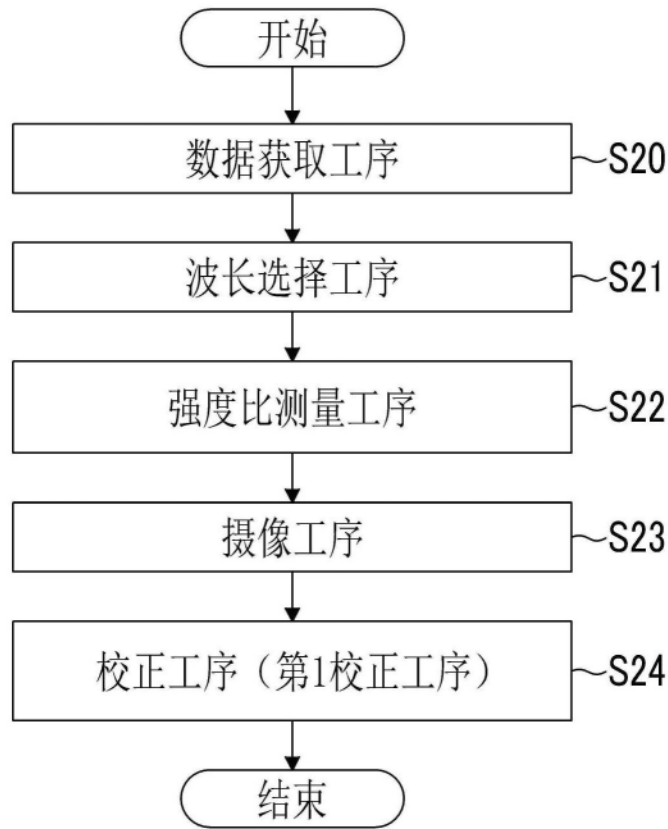 开始
数据获取工序 S20
波长选择工序 S21
强度比测量工序 S22
摄像工序 S23
校正工序（第1校正工序） S24
结束